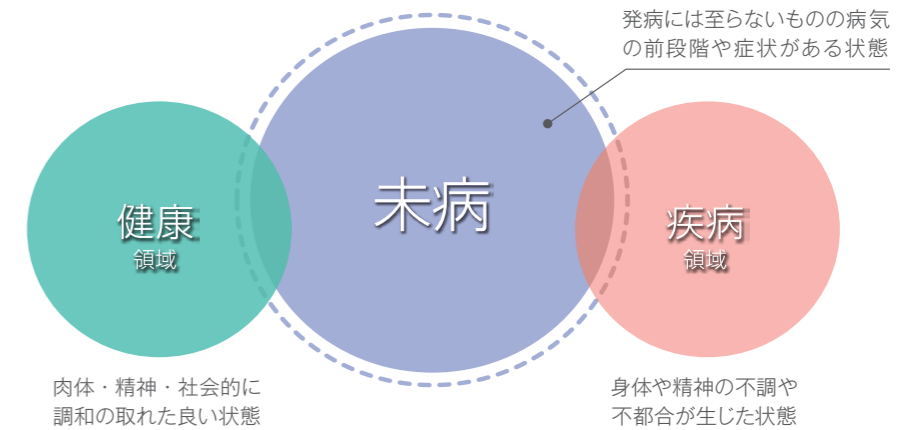 発病には至らないものの病気
の前段階や症状がある状態
健康
領域
未病
疾病
領域
肉体・精神・社会的に
調和の取れた良い状態
身体や精神の不調や
不都合が生じた状態